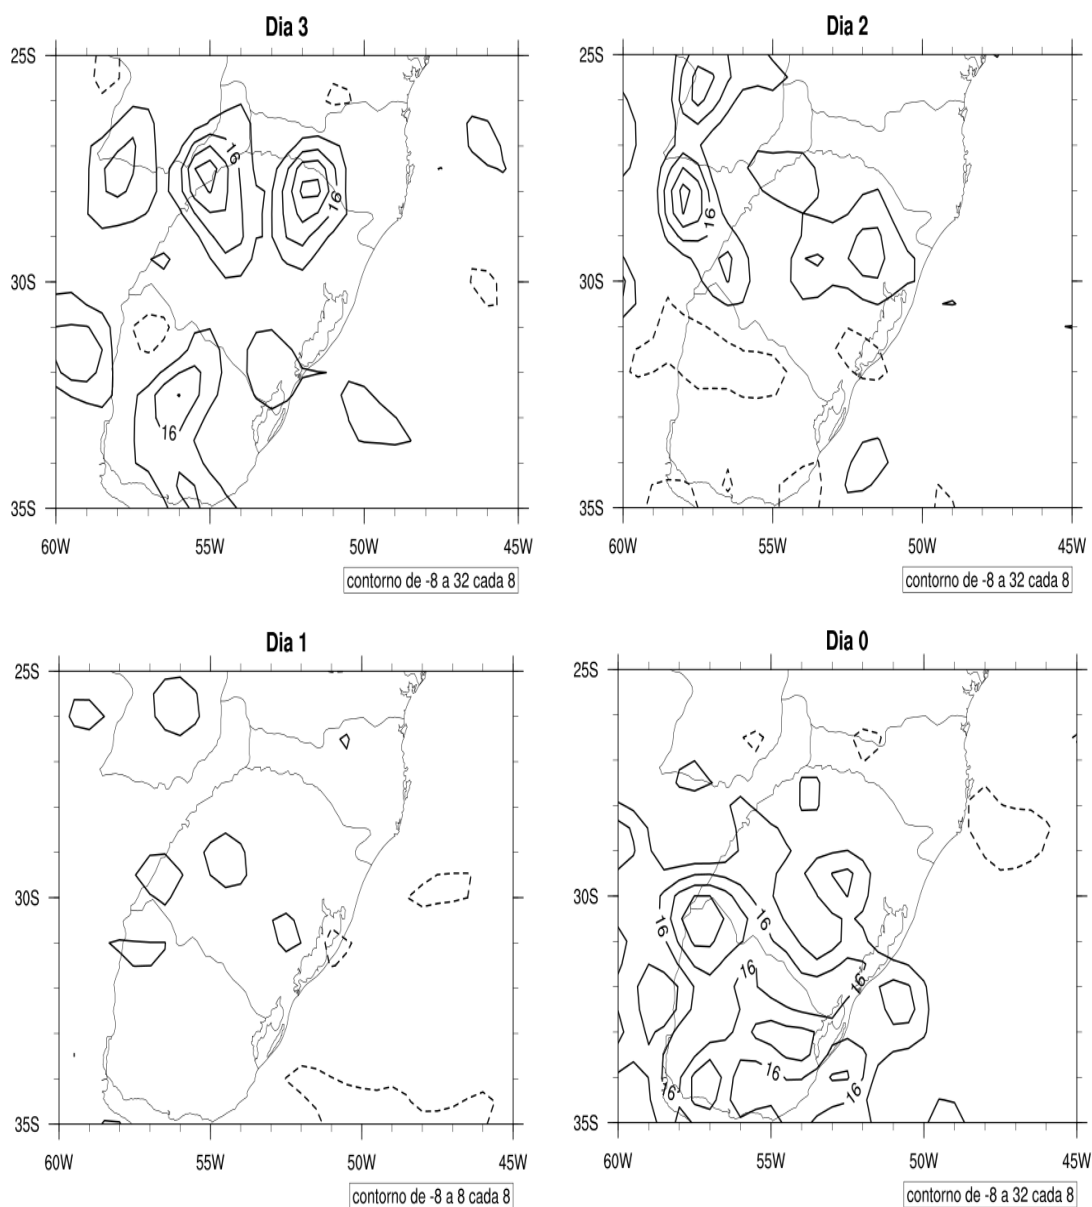 Dia 3
25S
30S
35S
60W 55W 50W 45W
16
16
16
contorno de -8 a 32 cada 8
Dia 2
25S
30S
35S
60W 55W 50W 45W
16
contorno de -8 a 32 cada 8
Dia 1
25S
30S
35S
60W 55W 50W 45W
contorno de -8 a 8 cada 8
Dia 0
25S
30S
35S
60W 55W 50W 45W
16
16
16
16
16
16
16
contorno de -8 a 32 cada 8